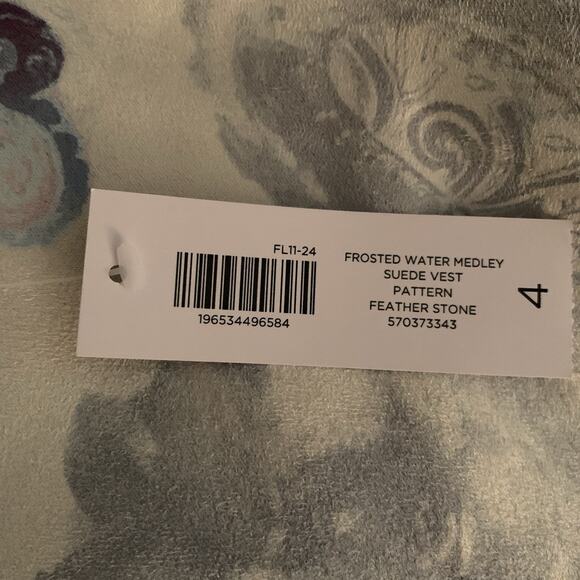 FL11-24
196534496584
FROSTED WATER MEDLEY
SUEDE VEST
PATTERN
FEATHER STONE
570373343
4